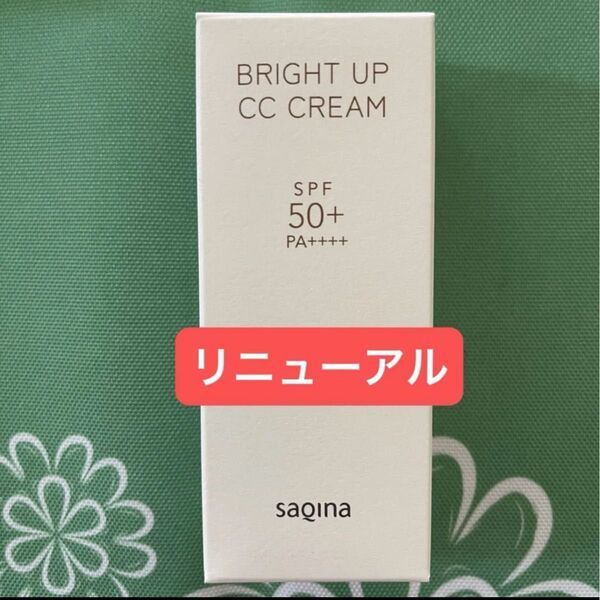 BRIGHT UP
CC CREAM
SPF
50+
PA++++
リニューアル
saqina